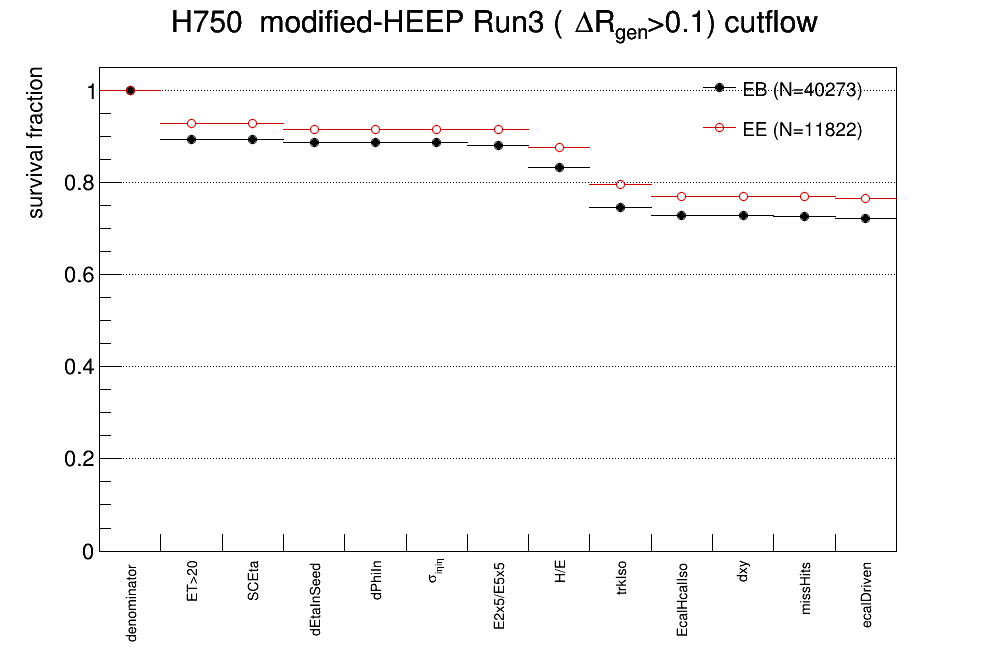 H750 modified-HEEP Run3 ( ΔRgen>0.1) cutflow
survival fraction
1
0.8
0.6
0.4
0.2
0
EB (N=40273)
EE (N=11822)
denominator
ET>20
SCEta
dEtaInSeed
dPhiIn
σiηiη
E2x5/E5x5
H/E
trkIso
EcalHcalIso
dxy
missHits
ecalDriven